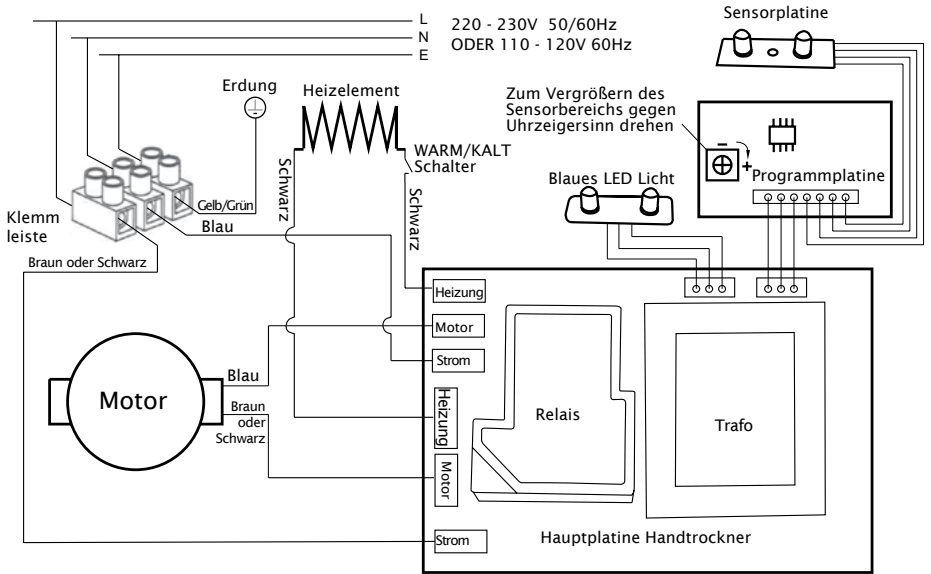 L
N
E
220 - 230V 50/60Hz
ODER 110 - 120V 60Hz
Sensorplatine
Erdung
Heizelement
Zum Vergrößern des
Sensorbereichs gegen
Uhrzeigersinn drehen
-
+
Programmplatine
WARM/KALT
Schalter
Blaues LED Licht
Schwarz
Schwarz
Gelb/Grün
Klemm
leiste
Blau
Braun oder Schwarz
Heizung
Motor
Strom
Heizung
Motor
Strom
Motor
Blau
Braun
oder
Schwarz
Relais
Trafo
Hauptplatine Handtrockner